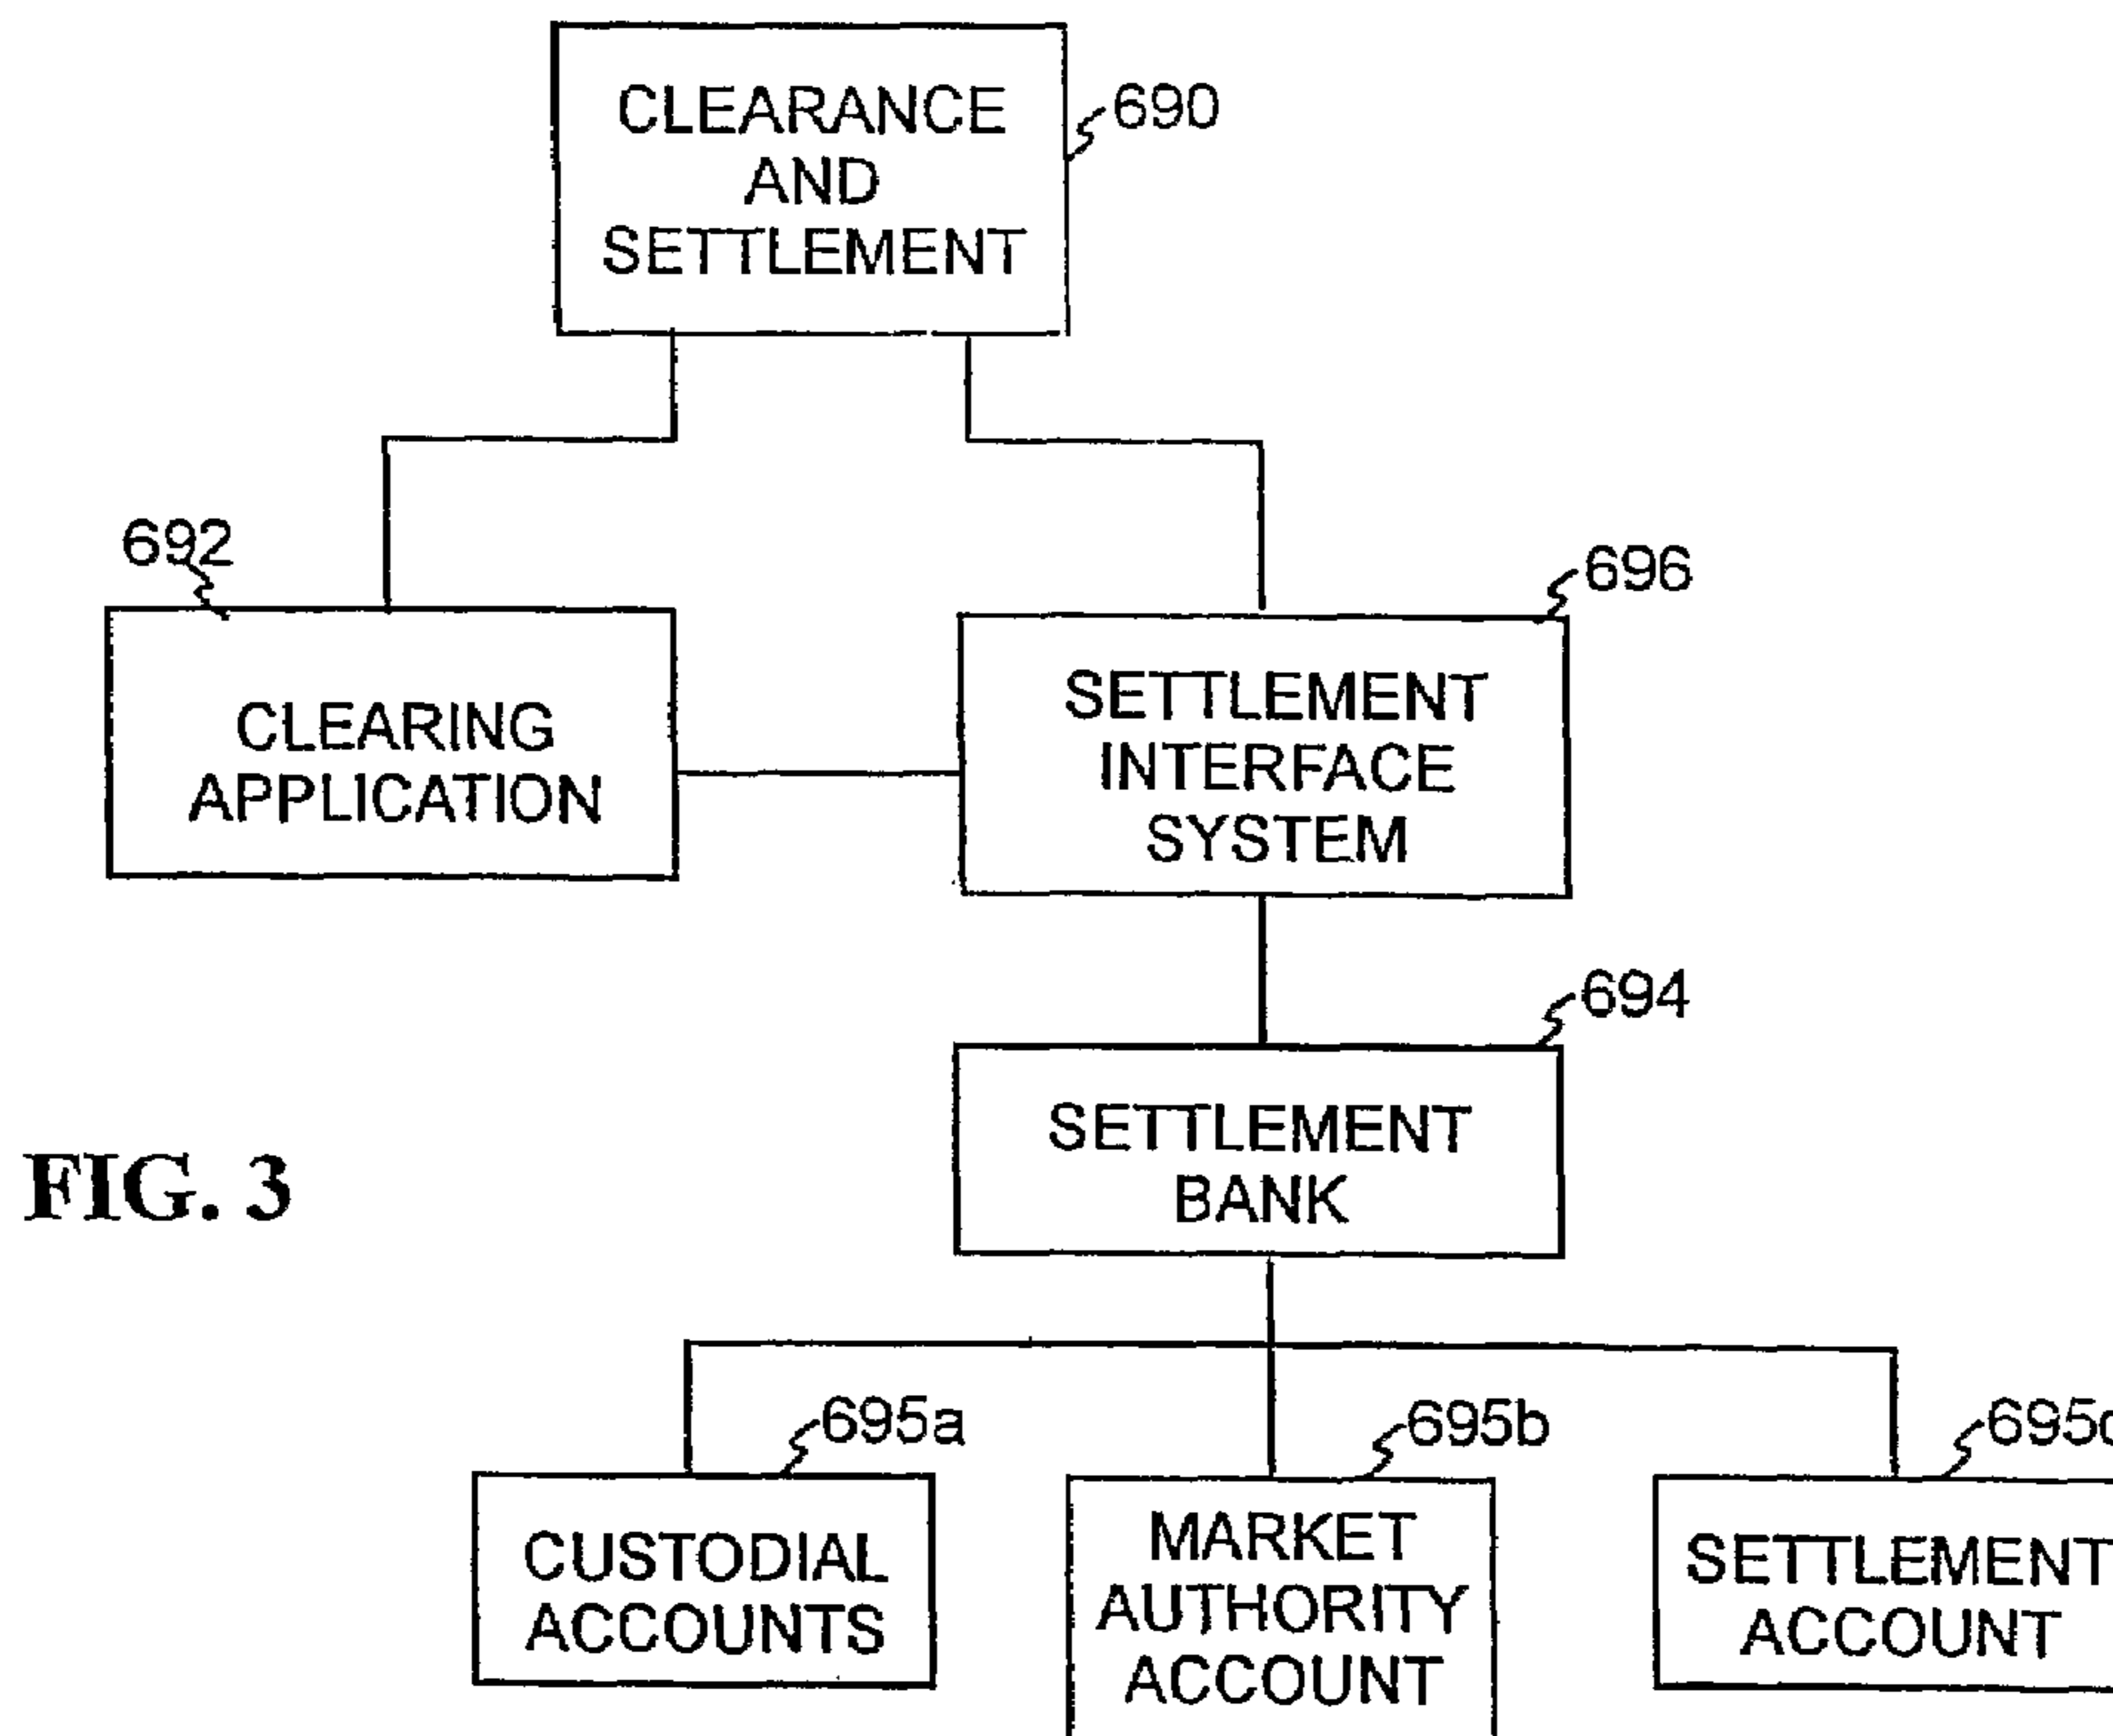 CLEARANCE
AND
SETTLEMENT
690
692
696
CLEARING
APPLICATION
SETTLEMENT
INTERFACE
SYSTEM
694
SETTLEMENT
BANK
FIG. 3
695a
695b
CUSTODIAL
ACCOUNTS
MARKET
AUTHORITY
ACCOUNT
SETTLEMENT
ACCOUNT